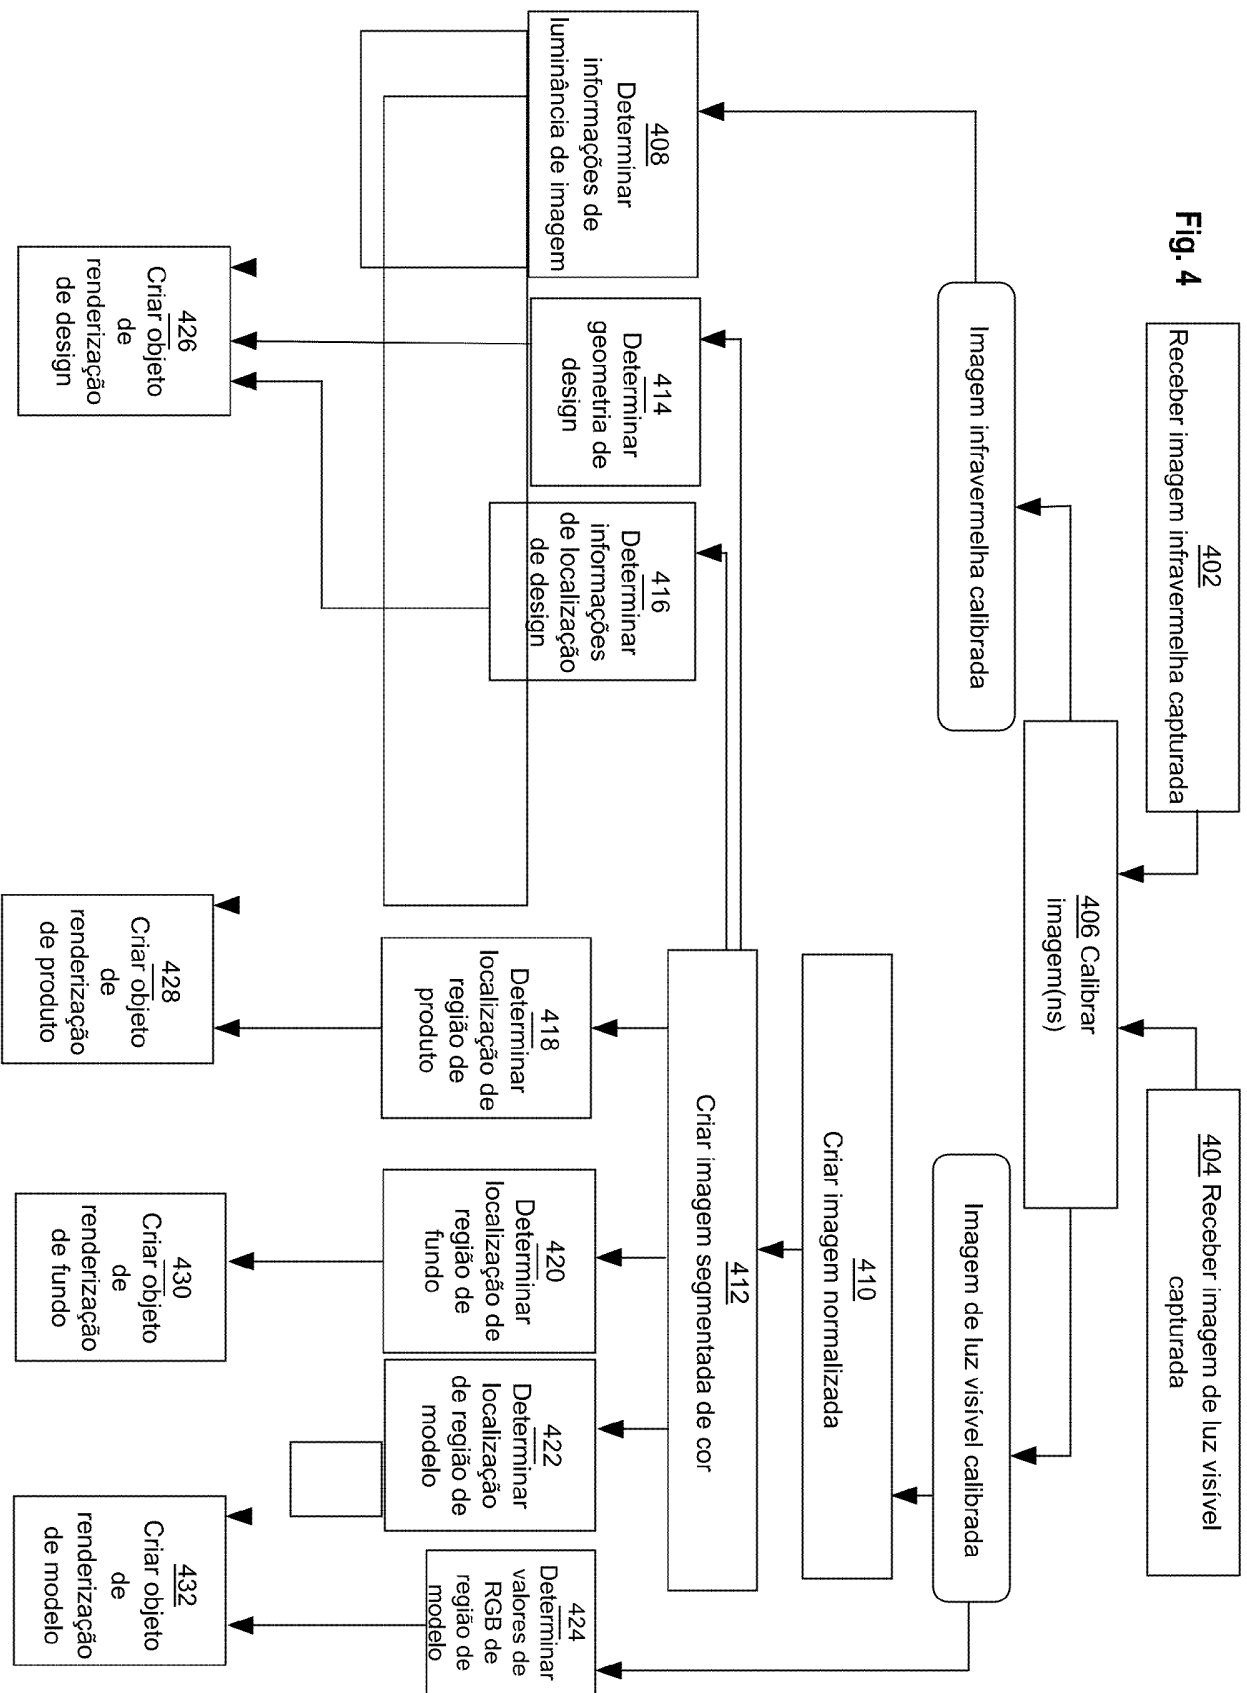 Fig. 4
402
Receber imagem infravermelha capturada
404 Receber imagem de luz visível
capturada
406 Calibrar
imagem(ns)
Imagem infravermelha calibrada
Imagem de luz visível calibrada
408
Determinar
informações de
luminância de imagem
410
Criar imagem normalizada
412
Criar imagem segmentada de cor
414
Determinar
geometria de
design
416
Determinar
informações
de localização
de design
418
Determinar
localização de
região de
produto
420
Determinar
localização de
região de
fundo
422
Determinar
localização
de região de
modelo
424
Determinar
valores de
RGB de
região de
modelo
426
Criar objeto
de
renderização
de design
428
Criar objeto
de
renderização
de produto
430
Criar objeto
de
renderização
de fundo
432
Criar objeto
de
renderização
de modelo